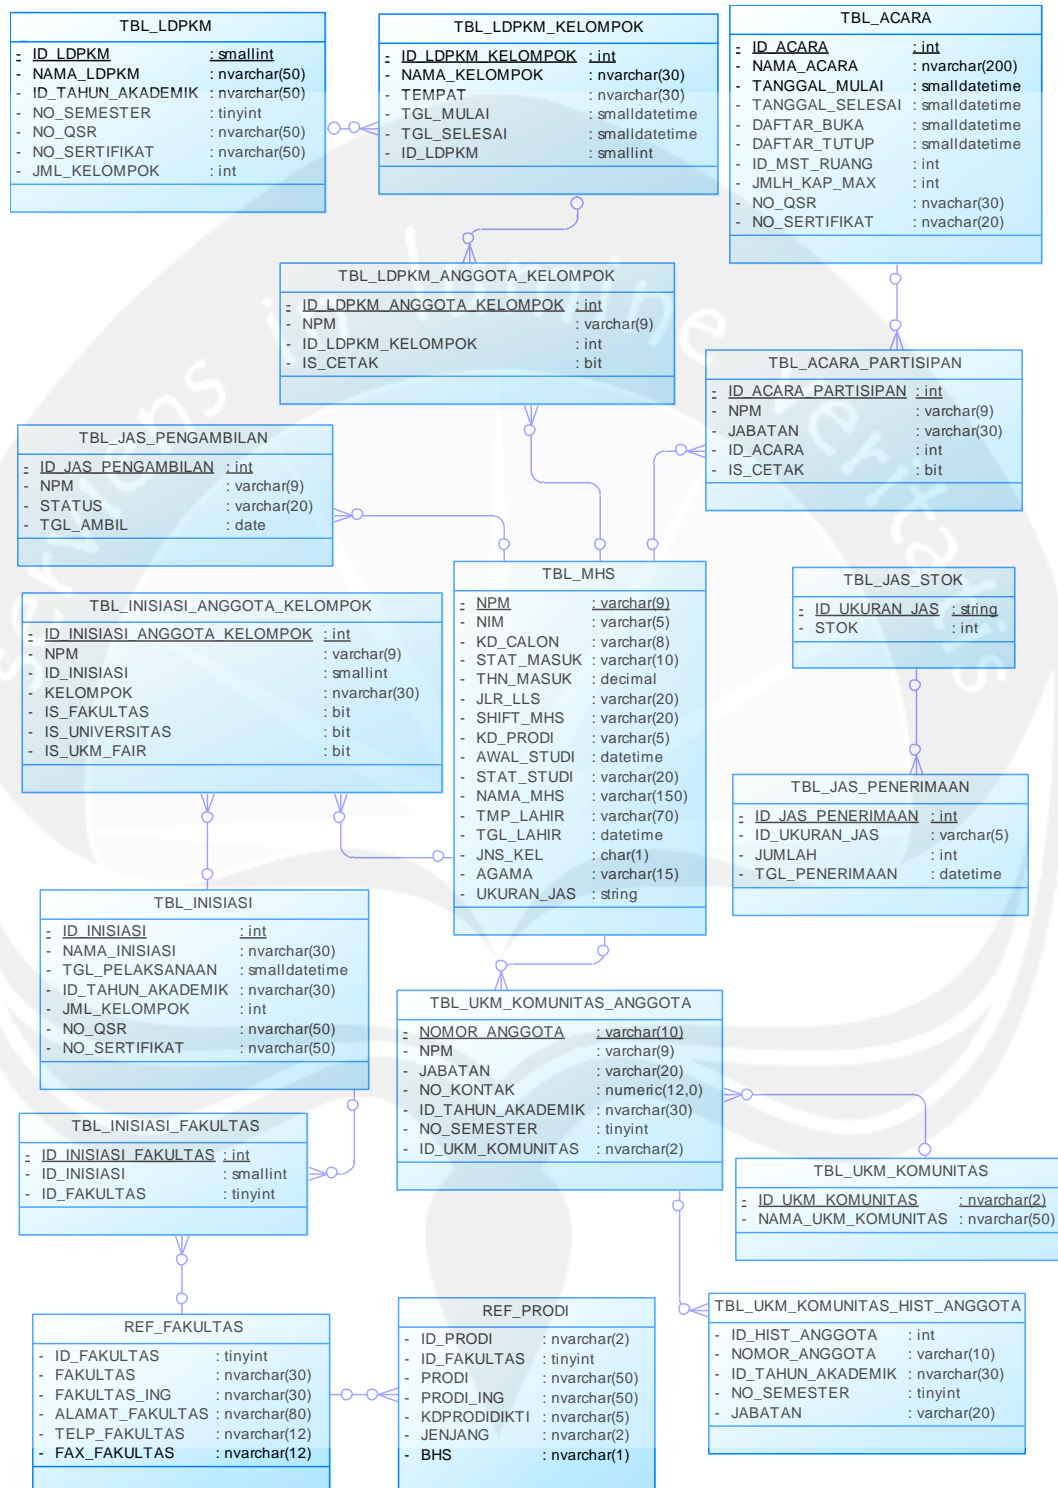 TBL_LDPKM
- ID_LDPKM : smallint
- NAMA_LDPKM : nvarchar(50)
- ID_TAHUN_AKADEMIK : nvarchar(50)
- NO_SEMESTER : tinyint
- NO_QSR : nvarchar(50)
- NO_SERTIFIKAT : nvarchar(50)
- JML_KELOMPOK : int
TBL_LDPKM_KELOMPOK
- ID_LDPKM_KELOMPOK : int
- NAMA_KELOMPOK : nvarchar(30)
- TEMPAT : nvarchar(30)
- TGL_MULAI : smalldatetime
- TGL_SELESAI : smalldatetime
- ID_LDPKM : smallint
TBL_ACARA
- ID_ACARA : int
- NAMA_ACARA : nvarchar(200)
- TANGGAL_MULAI : smalldatetime
- TANGGAL_SELESAI : smalldatetime
- DAFTAR_BUKA : smalldatetime
- DAFTAR_TUTUP : smalldatetime
- ID_MST_RUANG : int
- JMLH_KAP_MAX : int
- NO_QSR : nvachar(30)
- NO_SERTIFIKAT : nvachar(20)
TBL_LDPKM_ANGGOTA_KELOMPOK
- ID_LDPKM_ANGGOTA_KELOMPOK : int
- NPM : varchar(9)
- ID_LDPKM_KELOMPOK : int
- IS_CETAK : bit
TBL_ACARA_PARTISIPAN
- ID_ACARA_PARTISIPAN : int
- NPM : varchar(9)
- JABATAN : varchar(30)
- ID_ACARA : int
- IS_CETAK : bit
TBL_JAS_PENGAMBILAN
- ID_JAS_PENGAMBILAN : int
- NPM : varchar(9)
- STATUS : varchar(20)
- TGL_AMBIL : date
TBL_MHS
- NPM : varchar(9)
- NIM : varchar(5)
- KD_CALON : varchar(8)
- STAT_MASUK : varchar(10)
- THN_MASUK : decimal
- JLR_LLS : varchar(20)
- SHIFT_MHS : varchar(20)
- KD_PRODI : varchar(5)
- AWAL_STUDI : datetime
- STAT_STUDI : varchar(20)
- NAMA_MHS : varchar(150)
- TMP_LAHIR : varchar(70)
- TGL_LAHIR : datetime
- JNS_KEL : char(1)
- AGAMA : varchar(15)
- UKURAN_JAS : string
TBL_JAS_STOK
- ID_UKURAN_JAS : string
- STOK : int
TBL_INISIASI_ANGGOTA_KELOMPOK
- ID_INISIASI_ANGGOTA_KELOMPOK : int
- NPM : varchar(9)
- ID_INISIASI : smallint
- KELOMPOK : nvarchar(30)
- IS_FAKULTAS : bit
- IS_UNIVERSITAS : bit
- IS_UKM_FAIR : bit
TBL_JAS_PENERIMAAN
- ID_JAS_PENERIMAAN : int
- ID_UKURAN_JAS : varchar(5)
- JUMLAH : int
- TGL_PENERIMAAN : datetime
TBL_INISIASI
- ID_INISIASI : int
- NAMA_INISIASI : nvarchar(30)
- TGL_PELAKSANAAN : smalldatetime
- ID_TAHUN_AKADEMIK : nvarchar(30)
- JML_KELOMPOK : int
- NO_QSR : nvarchar(50)
- NO_SERTIFIKAT : nvarchar(50)
TBL_UKM_KOMUNITAS_ANGGOTA
- NOMOR_ANGGOTA : varchar(10)
- NPM : varchar(9)
- JABATAN : varchar(20)
- NO_KONTAK : numeric(12,0)
- ID_TAHUN_AKADEMIK : nvarchar(30)
- NO_SEMESTER : tinyint
- ID_UKM_KOMUNITAS : nvarchar(2)
TBL_INISIASI_FAKULTAS
- ID_INISIASI_FAKULTAS : int
- ID_INISIASI : smallint
- ID_FAKULTAS : tinyint
TBL_UKM_KOMUNITAS
- ID_UKM_KOMUNITAS : nvarchar(2)
- NAMA_UKM_KOMUNITAS : nvarchar(50)
REF_FAKULTAS
- ID_FAKULTAS : tinyint
- FAKULTAS : nvarchar(30)
- FAKULTAS_ING : nvarchar(30)
- ALAMAT_FAKULTAS : nvarchar(80)
- TELP_FAKULTAS : nvarchar(12)
- FAX_FAKULTAS : nvarchar(12)
REF_PRODI
- ID_PRODI : nvarchar(2)
- ID_FAKULTAS : tinyint
- PRODI : nvarchar(50)
- PRODI_ING : nvarchar(50)
- KDPRODIDIKTI : nvarchar(5)
- JENJANG : nvarchar(2)
- BHS : nvarchar(1)
TBL_UKM_KOMUNITAS_HIST_ANGGOTA
- ID_HIST_ANGGOTA : int
- NOMOR_ANGGOTA : varchar(10)
- ID_TAHUN_AKADEMIK : nvarchar(30)
- NO_SEMESTER : tinyint
- JABATAN : varchar(20)
serviens in lumine veritatis